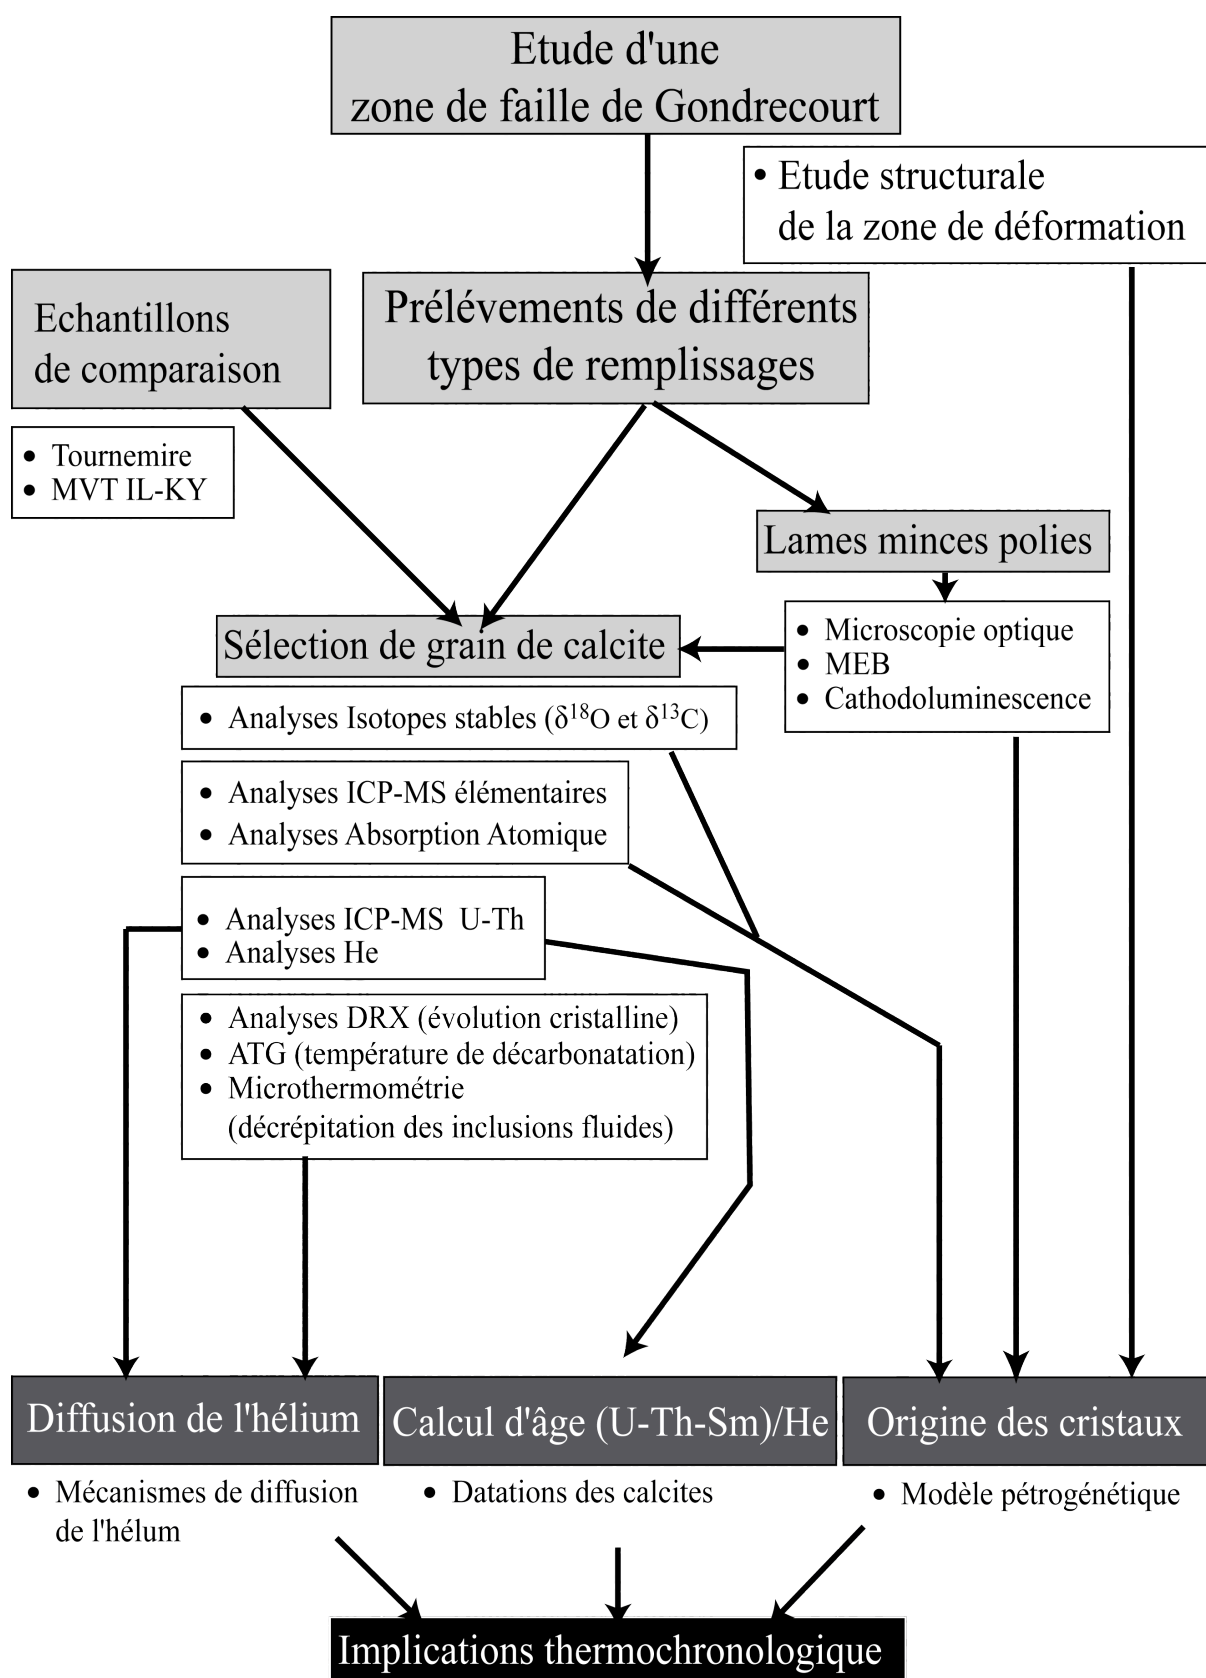 Etude d'une
zone de faille de Gondrecourt
• Etude structurale
de la zone de déformation
Echantillons
de comparaison
Prélévements de différents
types de remplissages
• Tournemire
• MVT IL-KY
Lames minces polies
Sélection de grain de calcite
• Microscopie optique
• MEB
• Cathodoluminescence
• Analyses Isotopes stables (δ¹⁸O et δ¹³C)
• Analyses ICP-MS élémentaires
• Analyses Absorption Atomique
• Analyses ICP-MS U-Th
• Analyses He
• Analyses DRX (évolution cristalline)
• ATG (température de décarbonatation)
• Microthermométrie
(décrépitation des inclusions fluides)
Diffusion de l'hélium
Calcul d'âge (U-Th-Sm)/He
Origine des cristaux
• Mécanismes de diffusion
de l'hélum
• Datations des calcites
• Modèle pétrogénétique
Implications thermochronologique